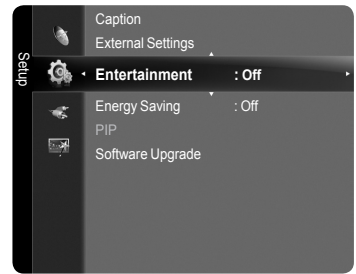 Setup
Caption
External Settings
Entertainment : Off
Energy Saving : Off
PIP
Software Upgrade